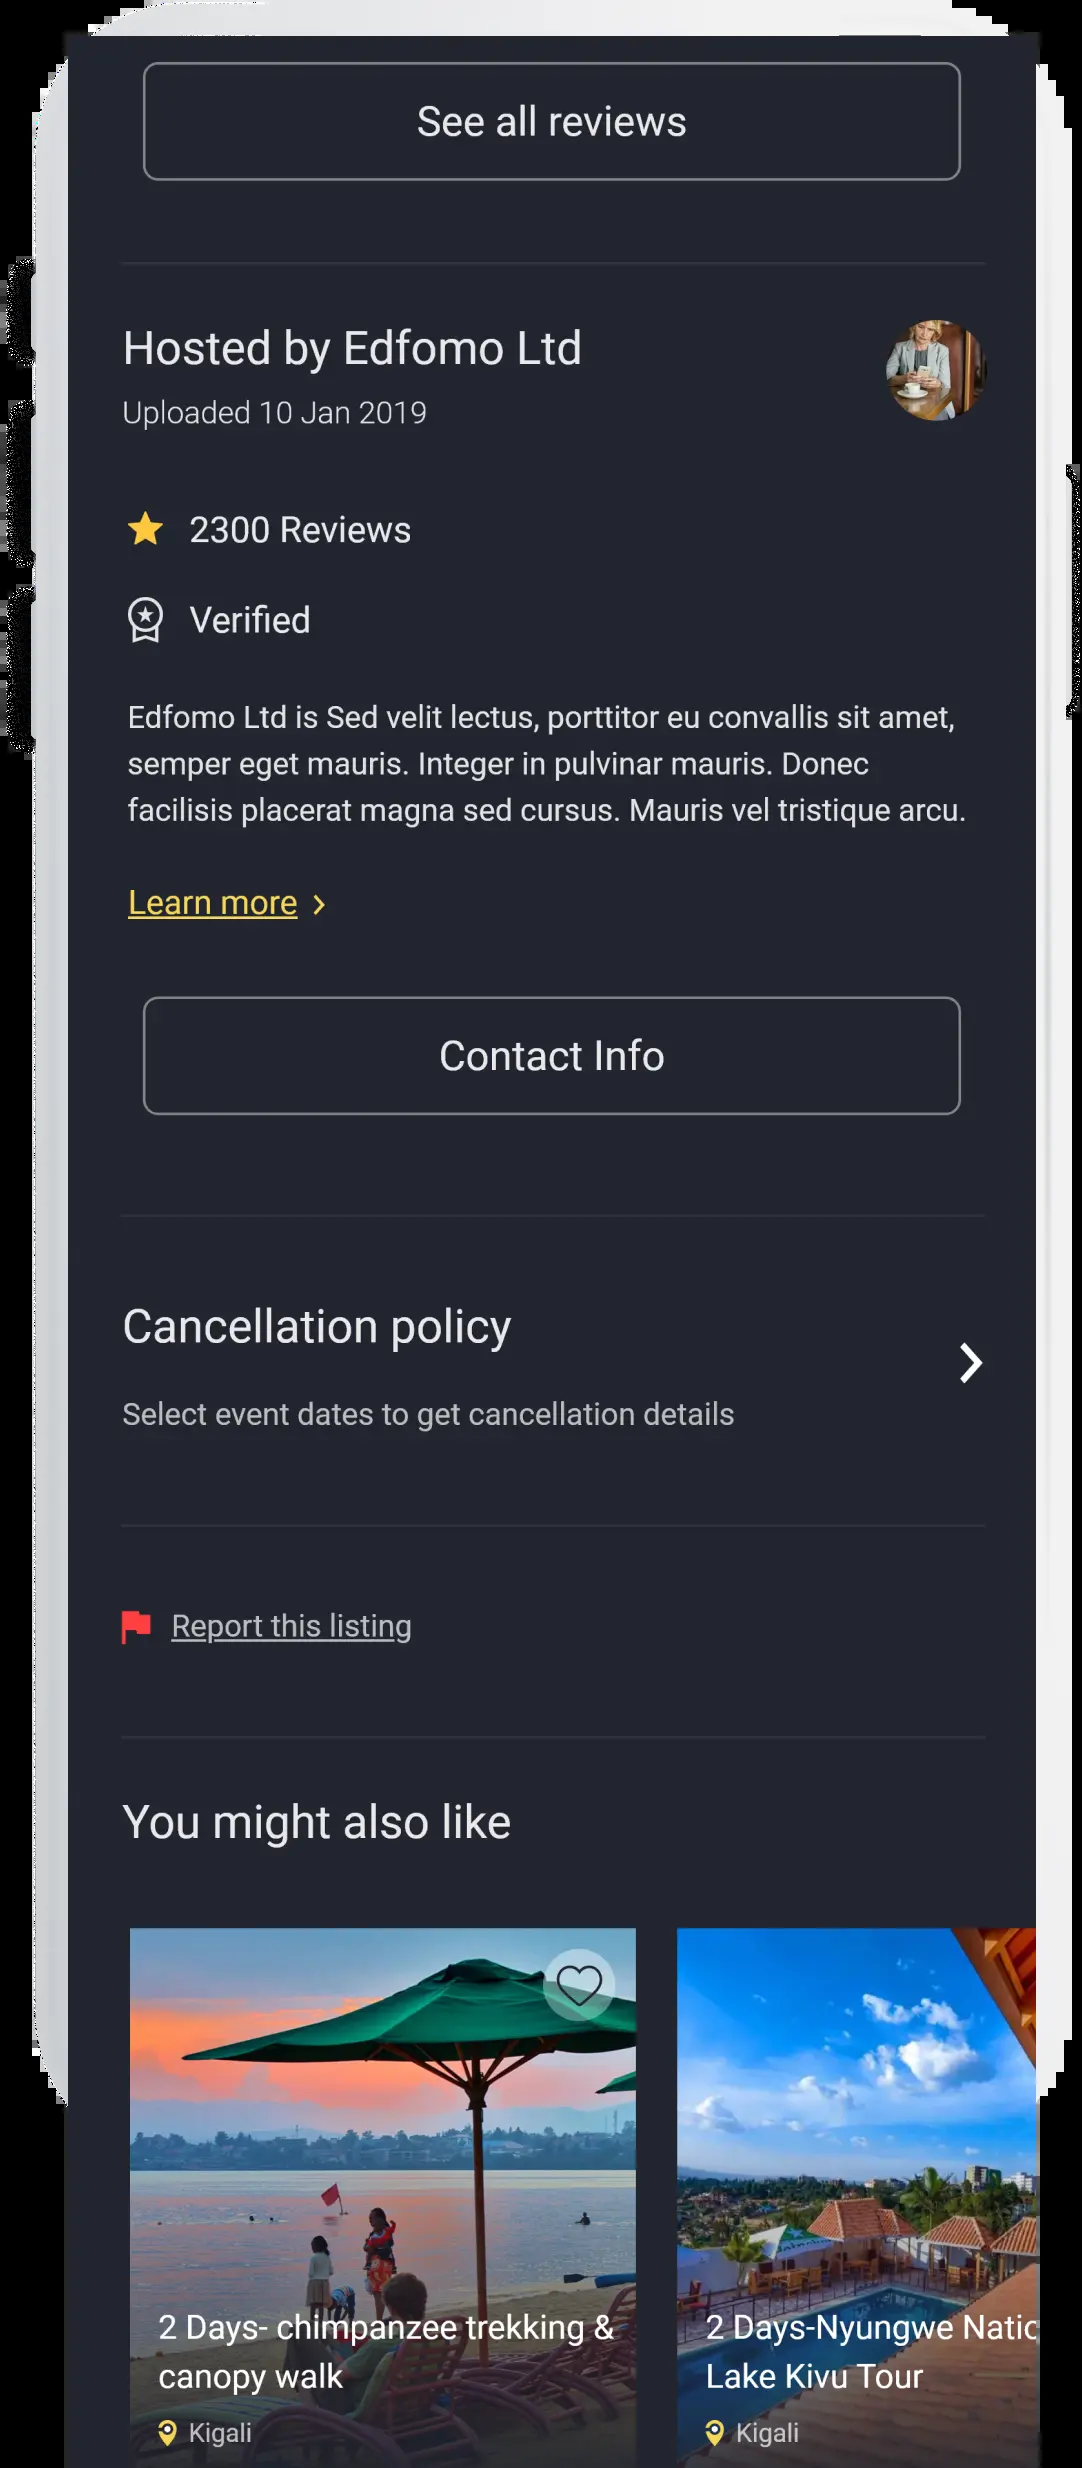 See all reviews
Hosted by Edfomo Ltd
Uploaded 10 Jan 2019
2300 Reviews
Verified
Edfomo Ltd is Sed velit lectus, porttitor eu convallis sit amet,
semper eget mauris. Integer in pulvinar mauris. Donec
facilisis placerat magna sed cursus. Mauris vel tristique arcu.
Learn more
Contact Info
Cancellation policy
Select event dates to get cancellation details
Report this listing
You might also like
2 Days- chimpanzee trekking &
canopy walk
Kigali
2 Days-Nyungwe Natio
Lake Kivu Tour
Kigali